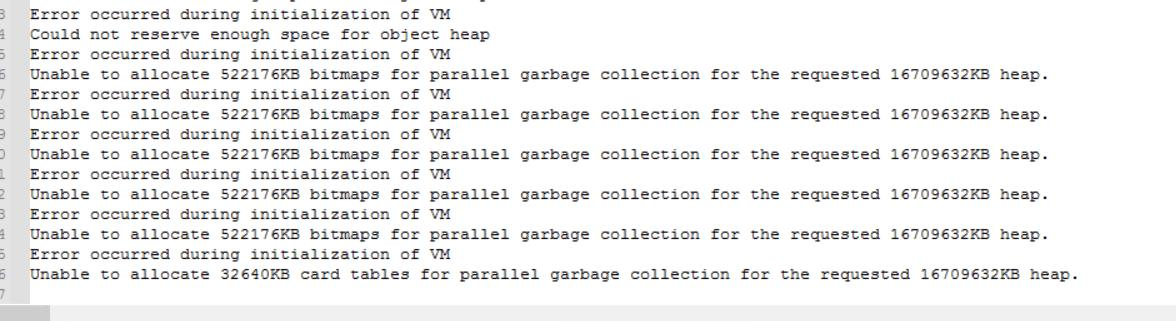 3 Error occurred during initialization of VM
4 Could not reserve enough space for object heap
5 Error occurred during initialization of VM
6 Unable to allocate 522176KB bitmaps for parallel garbage collection for the requested 16709632KB heap.
7 Error occurred during initialization of VM
8 Unable to allocate 522176KB bitmaps for parallel garbage collection for the requested 16709632KB heap.
9 Error occurred during initialization of VM
0 Unable to allocate 522176KB bitmaps for parallel garbage collection for the requested 16709632KB heap.
1 Error occurred during initialization of VM
2 Unable to allocate 522176KB bitmaps for parallel garbage collection for the requested 16709632KB heap.
3 Error occurred during initialization of VM
4 Unable to allocate 522176KB bitmaps for parallel garbage collection for the requested 16709632KB heap.
5 Error occurred during initialization of VM
6 Unable to allocate 32640KB card tables for parallel garbage collection for the requested 16709632KB heap.
7